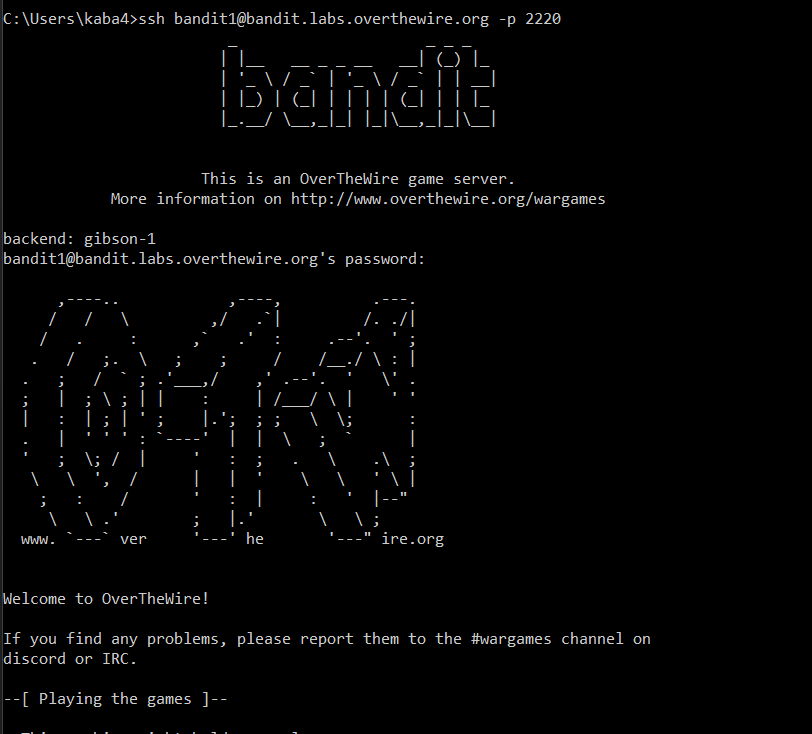 C:\Users\kaba4>ssh bandit1@bandit.labs.overthewire.org -p 2220
bandit
This is an OverTheWire game server.
More information on http://www.overthewire.org/wargames
backend: gibson-1
bandit1@bandit.labs.overthewire.org's password:
www. ver he ire.org
Welcome to OverTheWire!
If you find any problems, please report them to the #wargames channel on
discord or IRC.
--[ Playing the games ]--